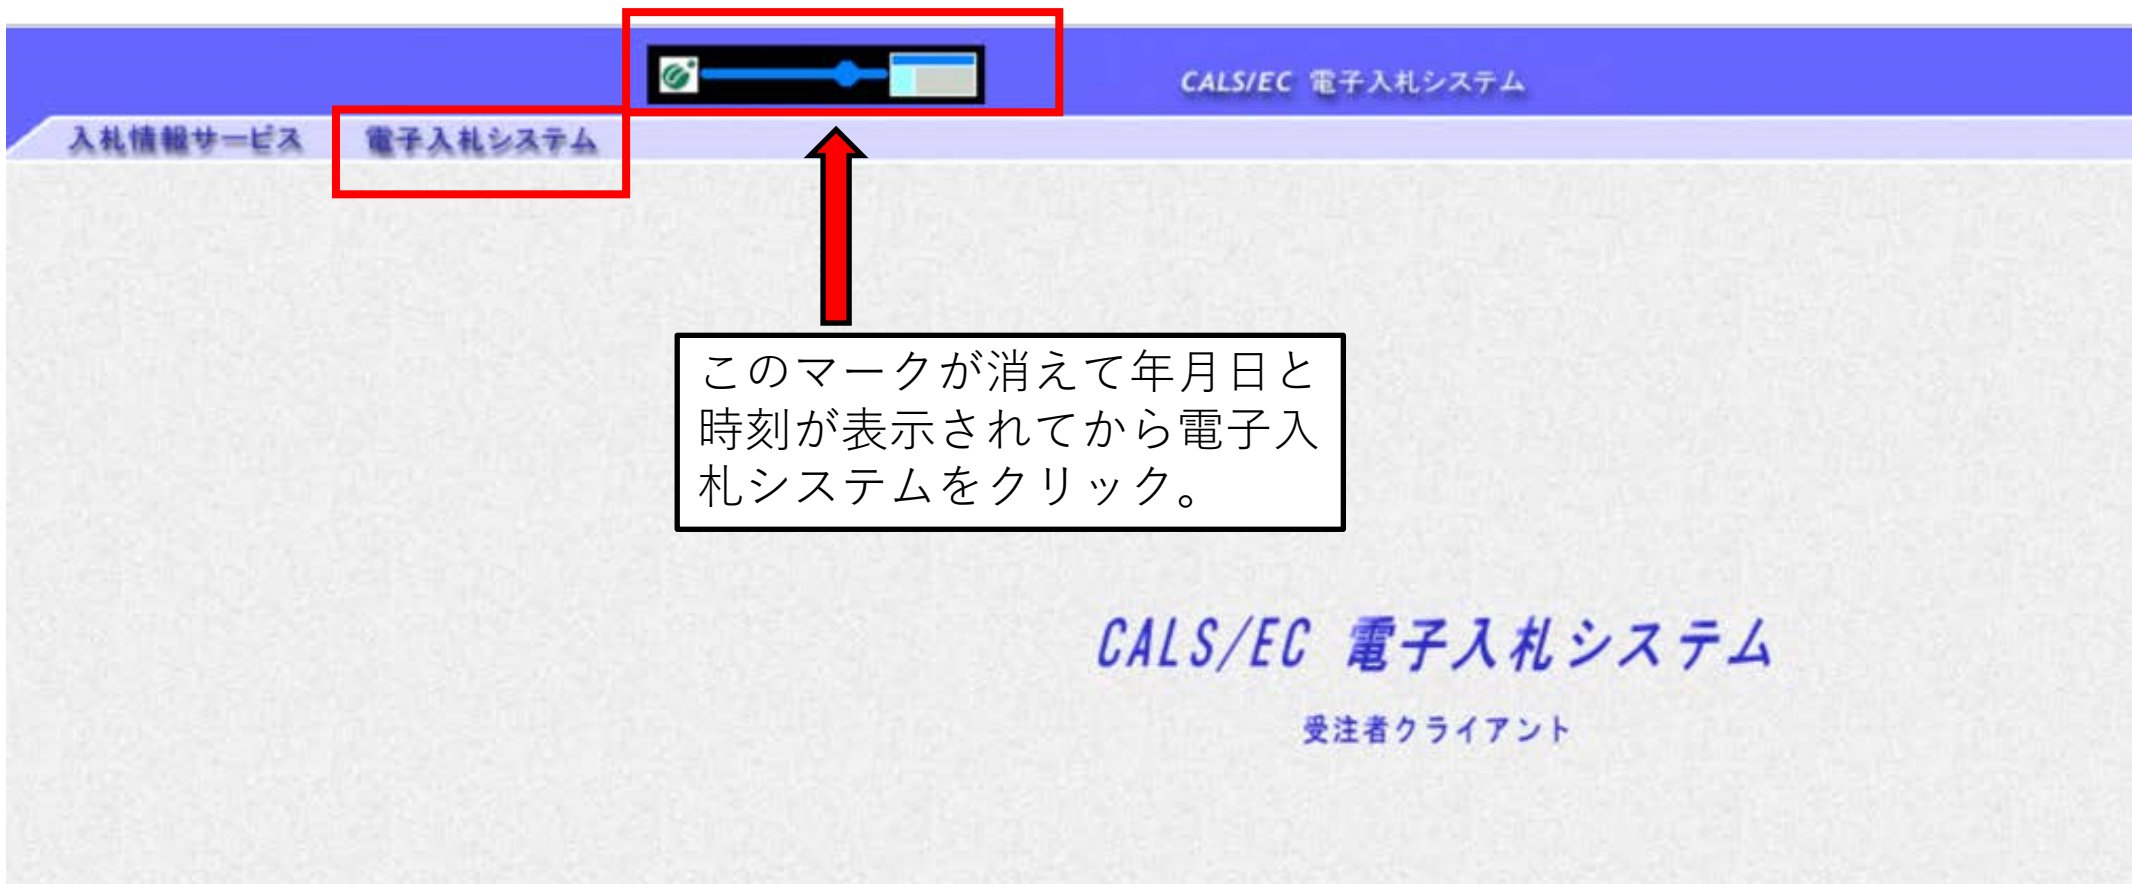 CALS/EC 電子入札システム
入札情報サービス 電子入札システム
このマークが消えて年月日と
時刻が表示されてから電子入
札システムをクリック。
CALS/EC 電子入札システム
受注者クライアント